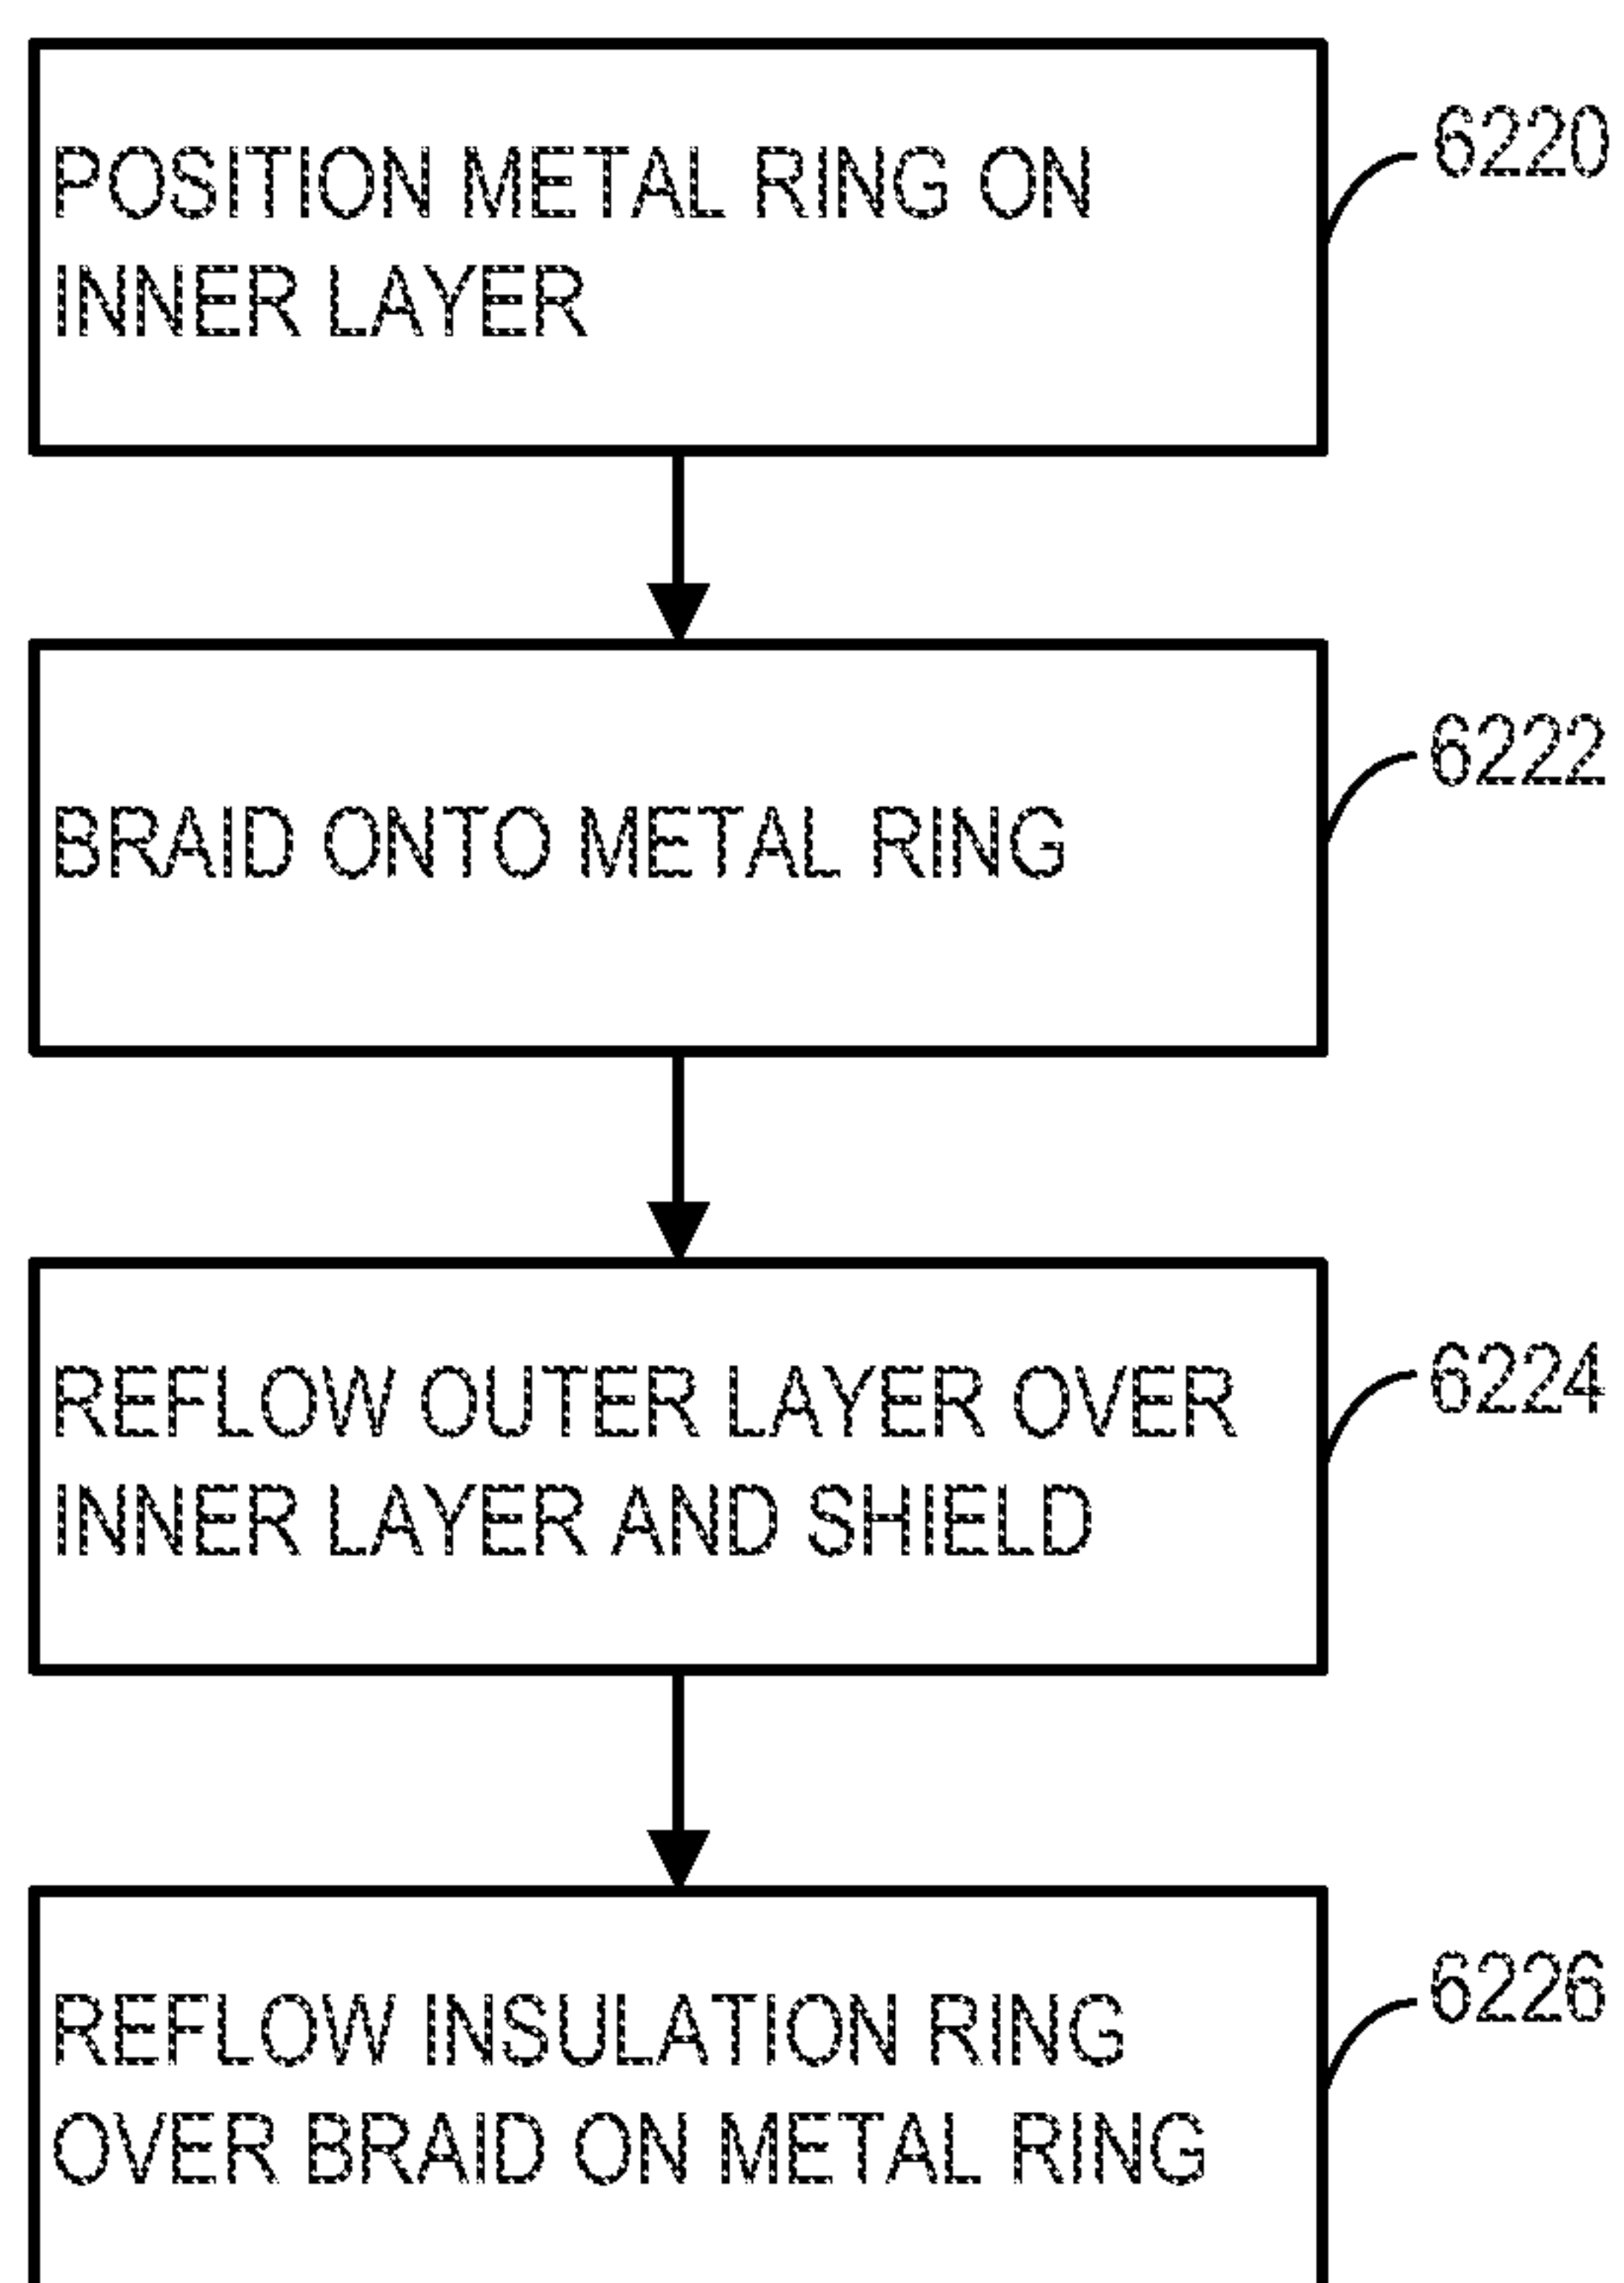 POSITION METAL RING ON
INNER LAYER
6220
BRAID ONTO METAL RING
6222
REFLOW OUTER LAYER OVER
INNER LAYER AND SHIELD
6224
REFLOW INSULATION RING
OVER BRAID ON METAL RING
6226